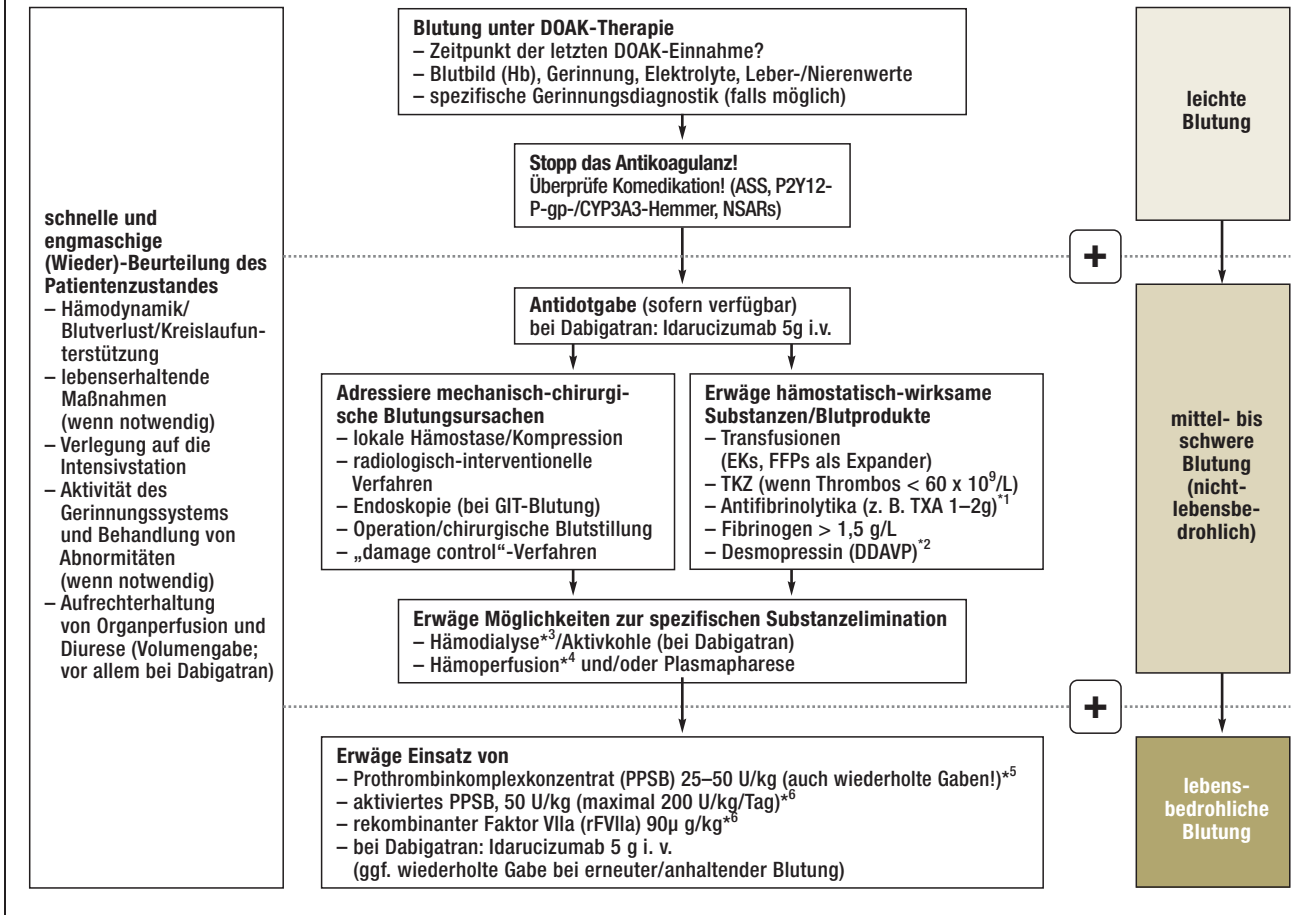 schnelle und
engmaschige
(Wieder)-Beurteilung des
Patientenzustandes
– Hämodynamik/
Blutverlust/Kreislaufun-
terstützung
– lebenserhaltende
Maßnahmen
(wenn notwendig)
– Verlegung auf die
Intensivstation
– Aktivität des
Gerinnungssystems
und Behandlung von
Abnormitäten
(wenn notwendig)
– Aufrechterhaltung
von Organperfusion und
Diurese (Volumengabe;
vor allem bei Dabigatran)
Blutung unter DOAK-Therapie
– Zeitpunkt der letzten DOAK-Einnahme?
– Blutbild (Hb), Gerinnung, Elektrolyte, Leber-/Nierenwerte
– spezifische Gerinnungsdiagnostik (falls möglich)
Stopp das Antikoagulanz!
Überprüfe Komedikation! (ASS, P2Y12-
P-gp-/CYP3A3-Hemmer, NSARs)
Antidotgabe (sofern verfügbar)
bei Dabigatran: Idarucizumab 5g i.v.
Adressiere mechanisch-chirurgi-
sche Blutungsursachen
– lokale Hämostase/Kompression
– radiologisch-interventionelle
Verfahren
– Endoskopie (bei GIT-Blutung)
– Operation/chirurgische Blutstillung
– „damage control“-Verfahren
Erwäge hämostatisch-wirksame
Substanzen/Blutprodukte
– Transfusionen
(EKs, FFPs als Expander)
– TKZ (wenn Thrombos < 60 x 10⁹/L)
– Antifibrinolytika (z. B. TXA 1–2g)*¹
– Fibrinogen > 1,5 g/L
– Desmopressin (DDAVP)*²
Erwäge Möglichkeiten zur spezifischen Substanzelimination
– Hämodialyse*³/Aktivkohle (bei Dabigatran)
– Hämoperfusion*⁴ und/oder Plasmapharese
Erwäge Einsatz von
– Prothrombinkomplexkonzentrat (PPSB) 25–50 U/kg (auch wiederholte Gaben!)*⁵
– aktiviertes PPSB, 50 U/kg (maximal 200 U/kg/Tag)*⁶
– rekombinanter Faktor VIIa (rFVIIa) 90µ g/kg*⁶
– bei Dabigatran: Idarucizumab 5 g i. v.
(ggf. wiederholte Gabe bei erneuter/anhaltender Blutung)
leichte
Blutung
+
mittel- bis
schwere
Blutung
(nicht-
lebensbe-
drohlich)
+
lebens-
bedrohliche
Blutung